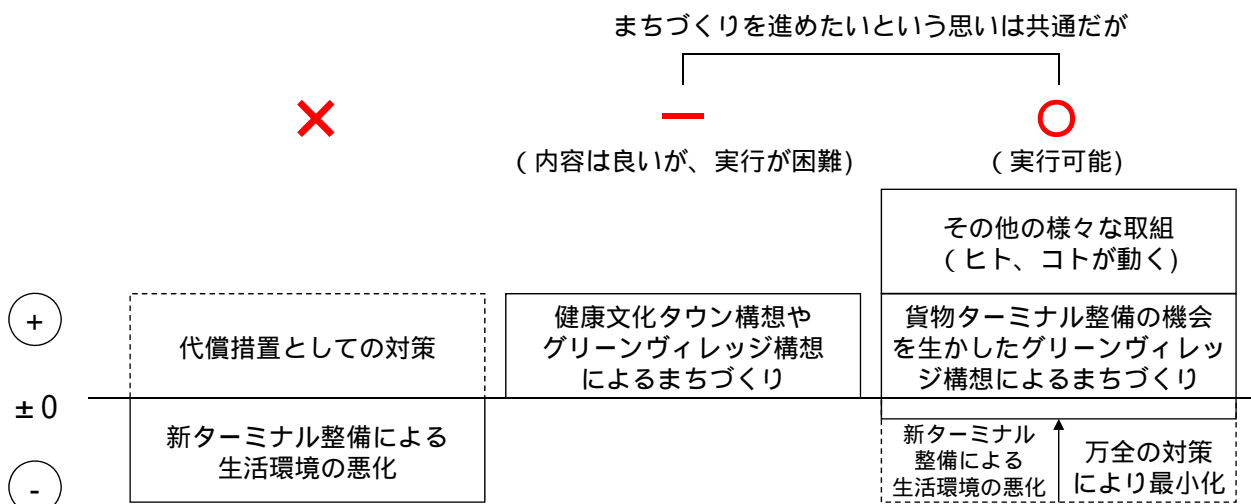 まちづくりを進めたいという思いは共通だが
×
ー
○
(内容は良いが、実行が困難)
(実行可能)
その他の様々な取組
(ヒト、コトが動く)
+
代償措置としての対策
健康文化タウン構想や
グリーンヴィレッジ構想
によるまちづくり
貨物ターミナル整備の機会
を生かしたグリーンヴィレッ
ジ構想によるまちづくり
±0
新ターミナル整備による
生活環境の悪化
新ターミナル
整備による
生活環境の悪化
万全の対策
により最小化
-